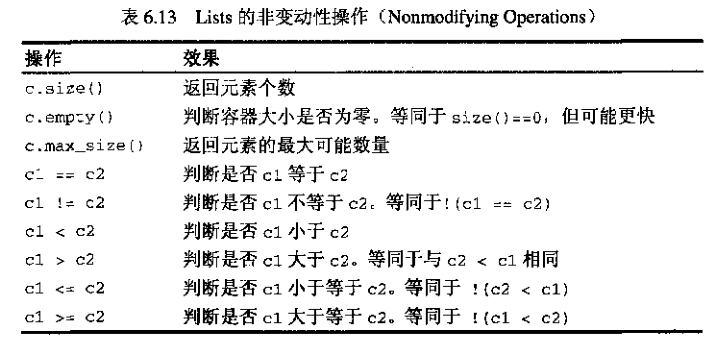 表 6.13 Lists 的非变动性操作（Nonmodifying Operations）
操作 效果
c.size() 返回元素个数
c.empty() 判断容器大小是否为零。等同于 size()==0，但可能更快
c.max_size() 返回元素的最大可能数量
c1 == c2 判断是否 c1 等于 c2
c1 != c2 判断是否 c1 不等于 c2。等同于!(c1 == c2)
c1 < c2 判断是否 c1 小于 c2
c1 > c2 判断是否 c1 大于 c2。等同于与 c2 < c1 相同
c1 <= c2 判断是否 c1 小于等于 c2。等同于 !(c2 < c1)
c1 >= c2 判断是否 c1 大于等于 c2。等同于 !(c1 < c2)